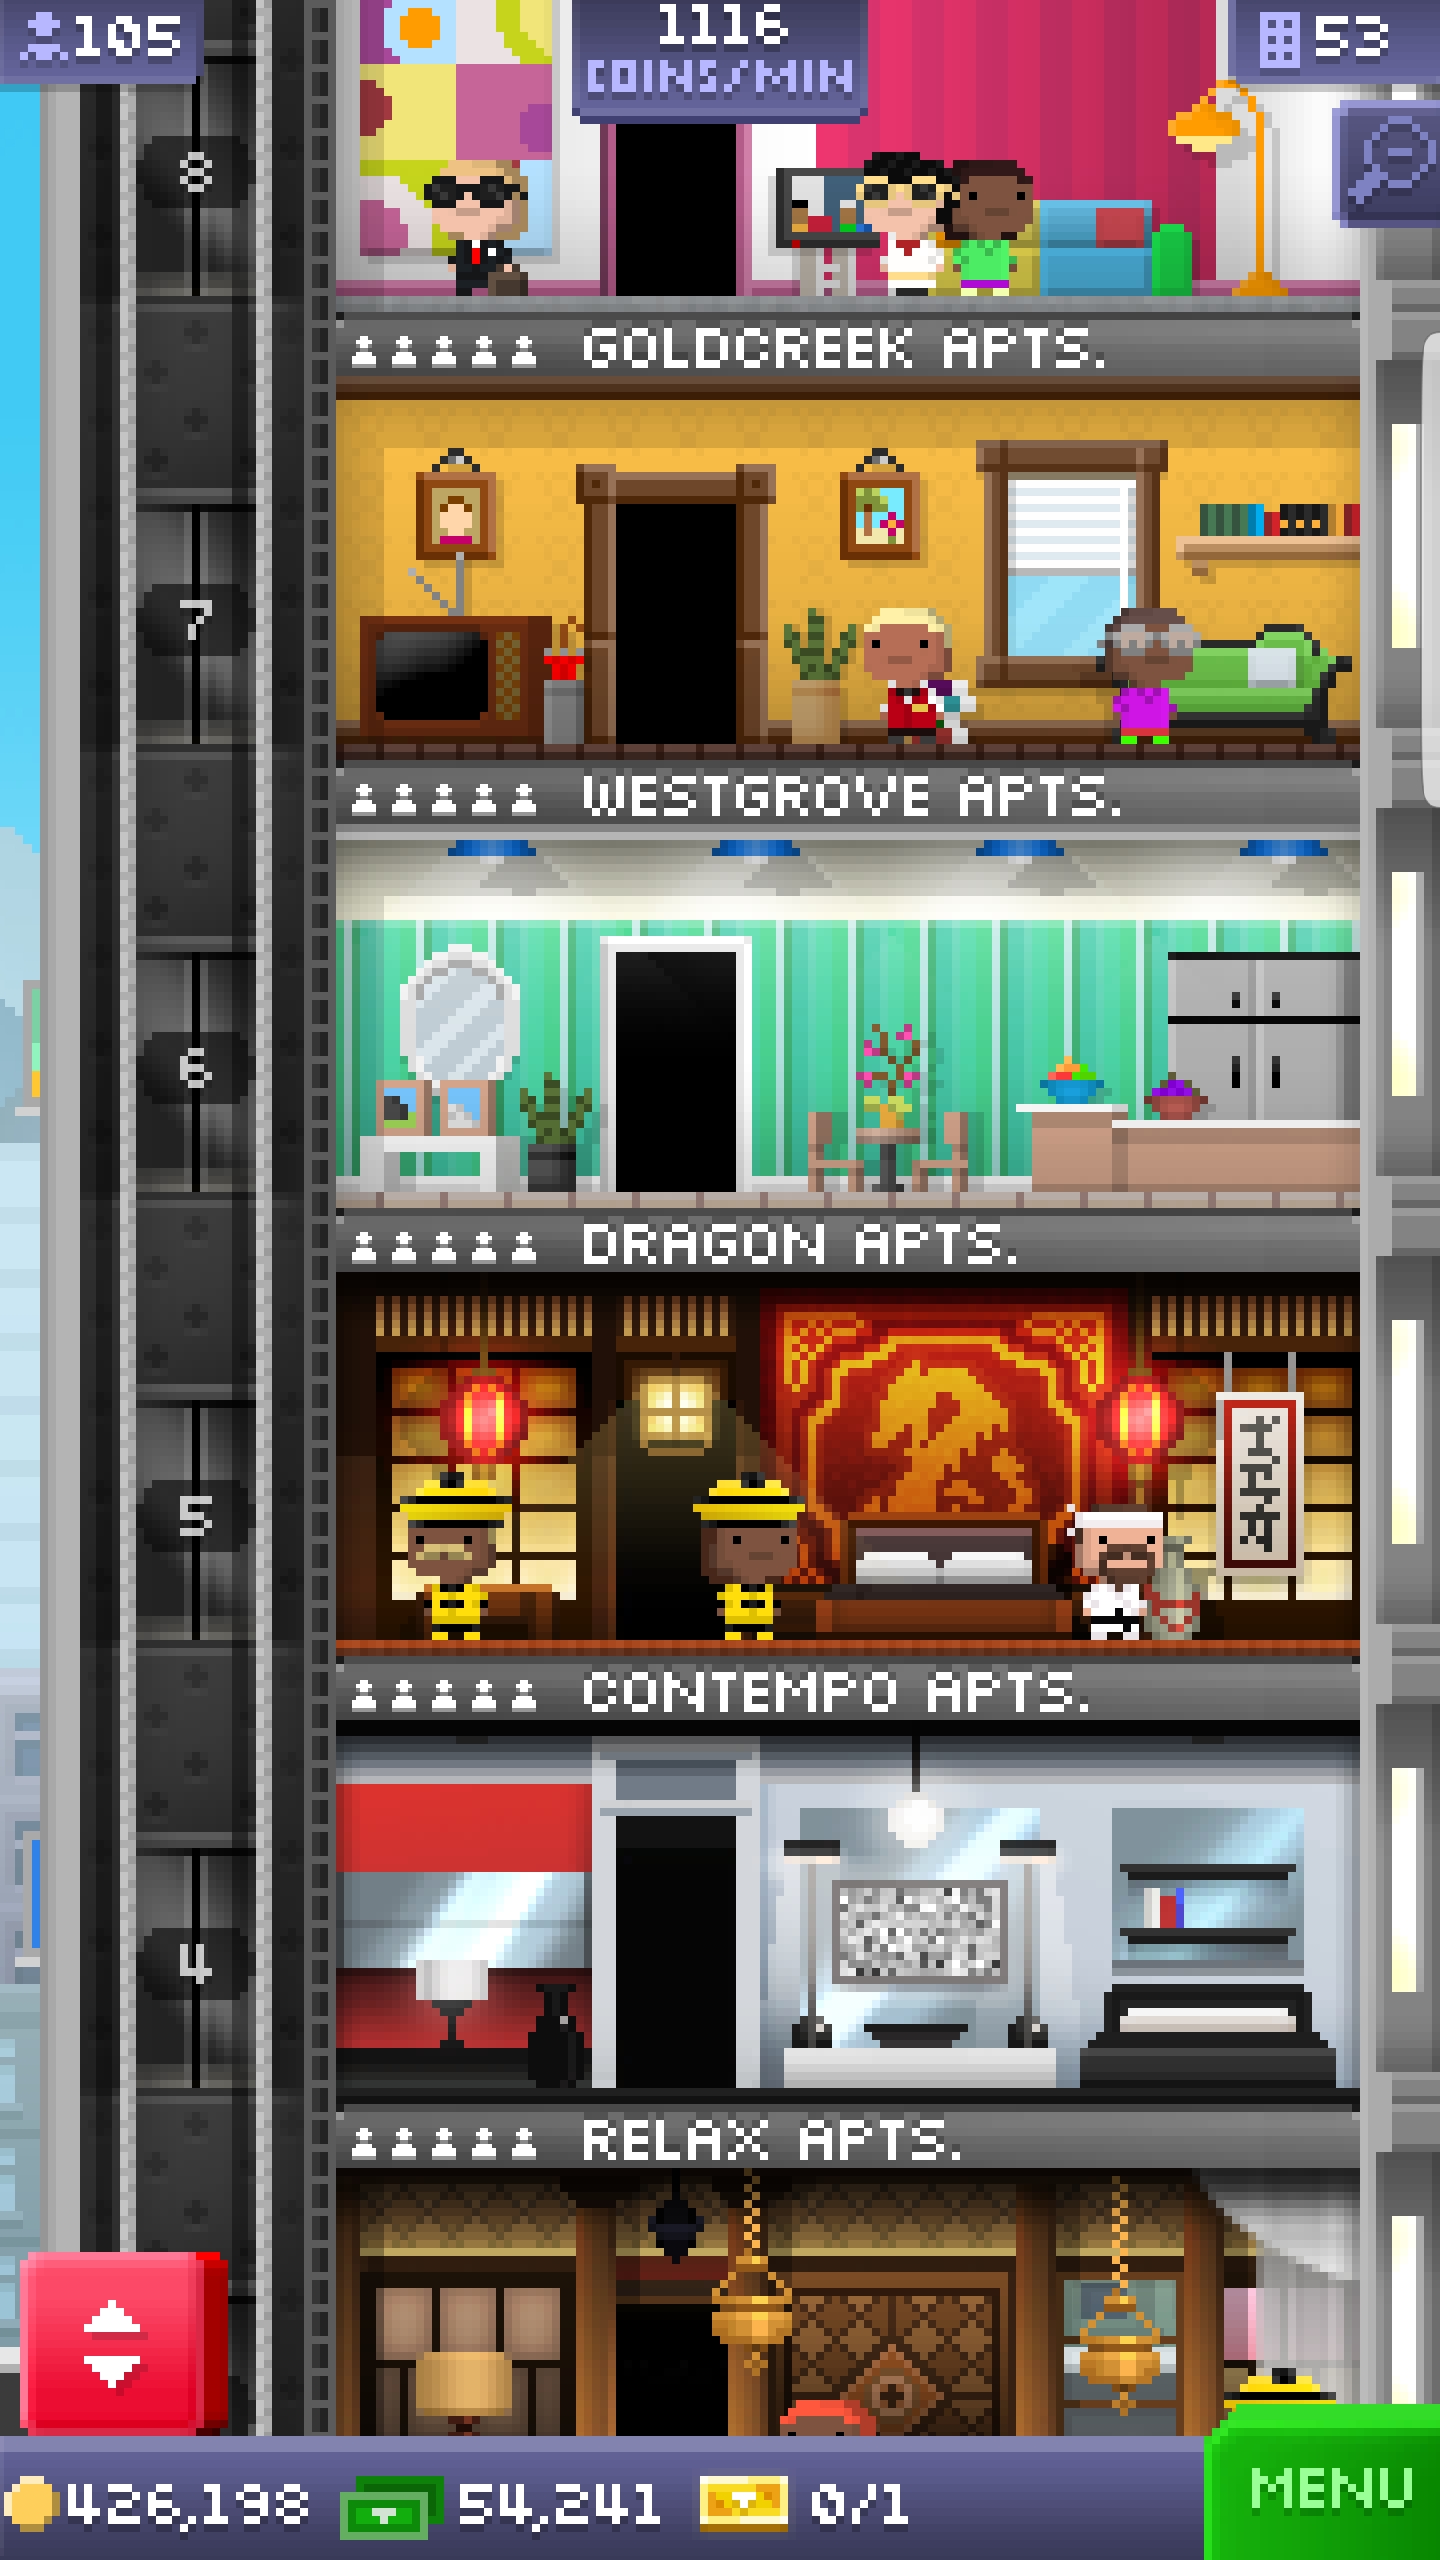 105
1116
COINS/MIN
53
8
GOLDCREEK APTS.
7
WESTGROVE APTS.
6
DRAGON APTS.
5
CONTEMPO APTS.
4
RELAX APTS.
426,198
54,241
0/1
MENU